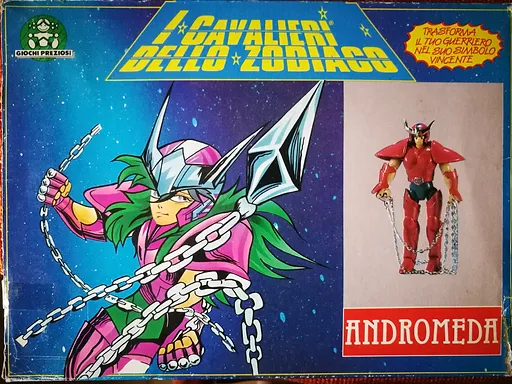 GIOCHI PREZIOSI
I CAVALIERI
DELLO ZODIACO
TRASFORMA
IL TUO GUERRIERO
NEL SUO SIMBOLO
VINCENTE
ANDROMEDA